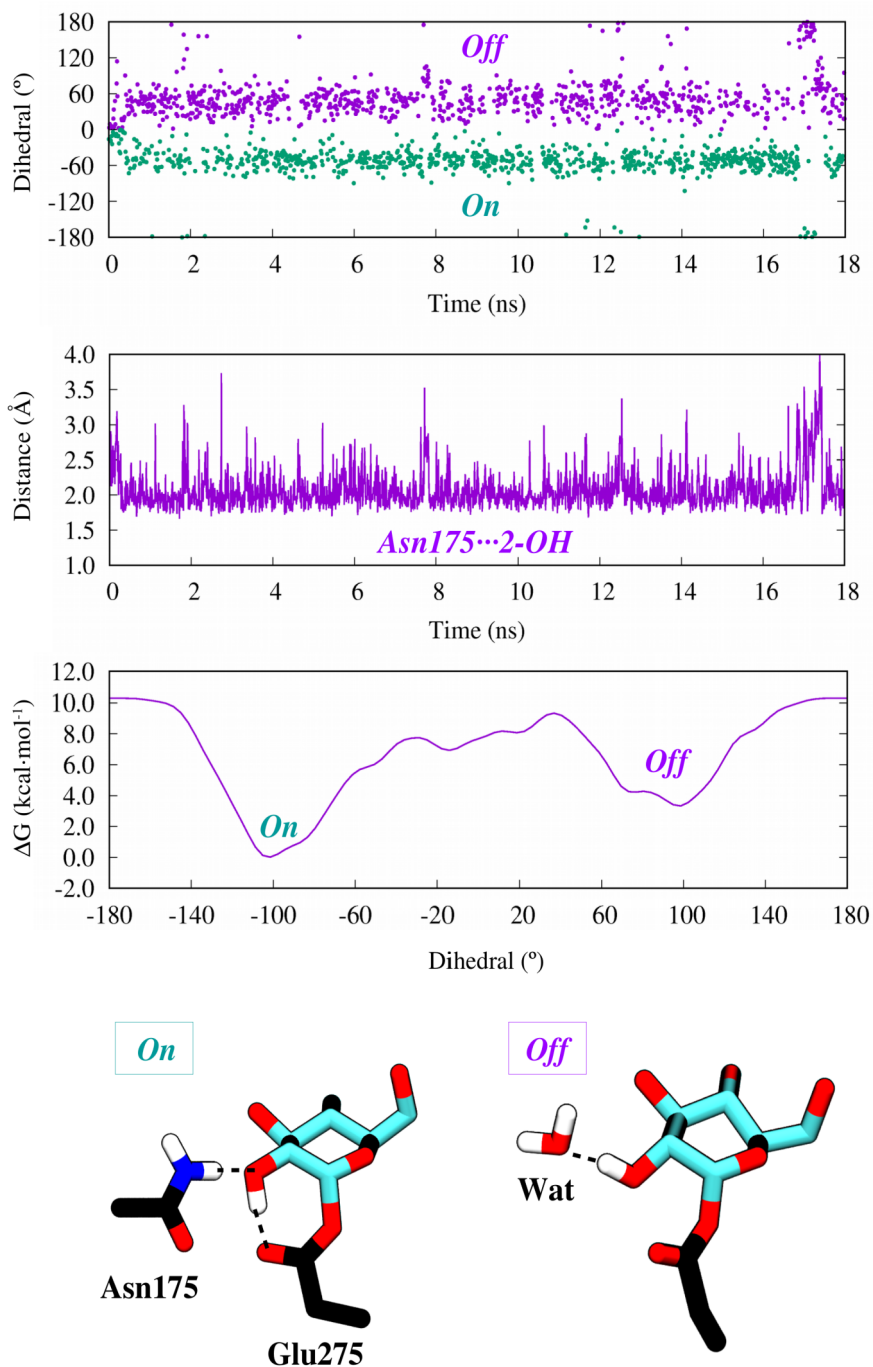 Dihedral (º)
180
120
60
0
-60
-120
-180
Off
On
0 2 4 6 8 10 12 14 16 18
Time (ns)
Distance (Å)
4.0
3.5
3.0
2.5
2.0
1.5
1.0
Asn175···2-OH
0 2 4 6 8 10 12 14 16 18
Time (ns)
ΔG (kcal·mol⁻¹)
12.0
10.0
8.0
6.0
4.0
2.0
0.0
-2.0
On
Off
-180 -140 -100 -60 -20 20 60 100 140 180
Dihedral (º)
On
Off
Wat
Asn175
Glu275